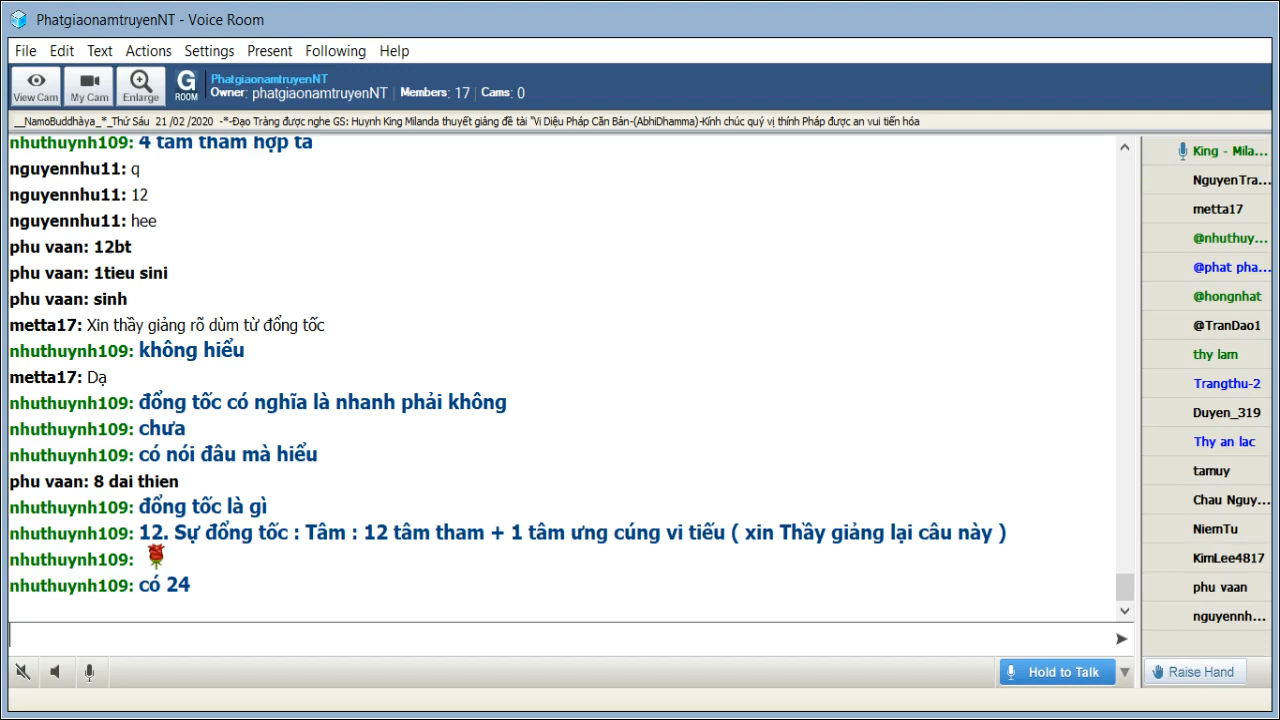 PhatgiaonamtruyenNT - Voice Room
File Edit Text Actions Settings Present Following Help
View Cam My Cam Enlarge G ROOM
PhatgiaonamtruyenNT
Owner: phatgiaonamtruyenNT | Members: 17 | Cams: 0
__NamoBuddhàya_*_Thứ Sáu 21 /02 /2020 -*-Đạo Tràng được nghe GS: Huynh King Milanda thuyết giảng đề tài "Vi Diệu Pháp Căn Bản-(AbhiDhamma)-Kính chúc quý vị thính Pháp được an vui tiến hóa
nhuthuynh109: 4 tâm tham hợp tà
nguyennhu11: q
nguyennhu11: 12
nguyennhu11: hee
phu vaan: 12bt
phu vaan: 1tieu sini
phu vaan: sinh
metta17: Xin thầy giảng rõ dùm từ đổng tốc
nhuthuynh109: không hiểu
metta17: Dạ
nhuthuynh109: đổng tốc có nghĩa là nhanh phải không
nhuthuynh109: chưa
nhuthuynh109: có nói đâu mà hiểu
phu vaan: 8 dai thien
nhuthuynh109: đổng tốc là gì
nhuthuynh109: 12. Sự đổng tốc : Tâm : 12 tâm tham + 1 tâm ưng cúng vi tiếu ( xin Thầy giảng lại câu này )
nhuthuynh109:
nhuthuynh109: có 24
King - Mila...
NguyenTra...
metta17
@nhuthuy...
@phat pha...
@hongnhat
@TranDao1
thy lam
Trangthu-2
Duyen_319
Thy an lac
tamuy
Chau Nguy...
NiemTu
KimLee4817
phu vaan
nguyennh...
Hold to Talk
Raise Hand